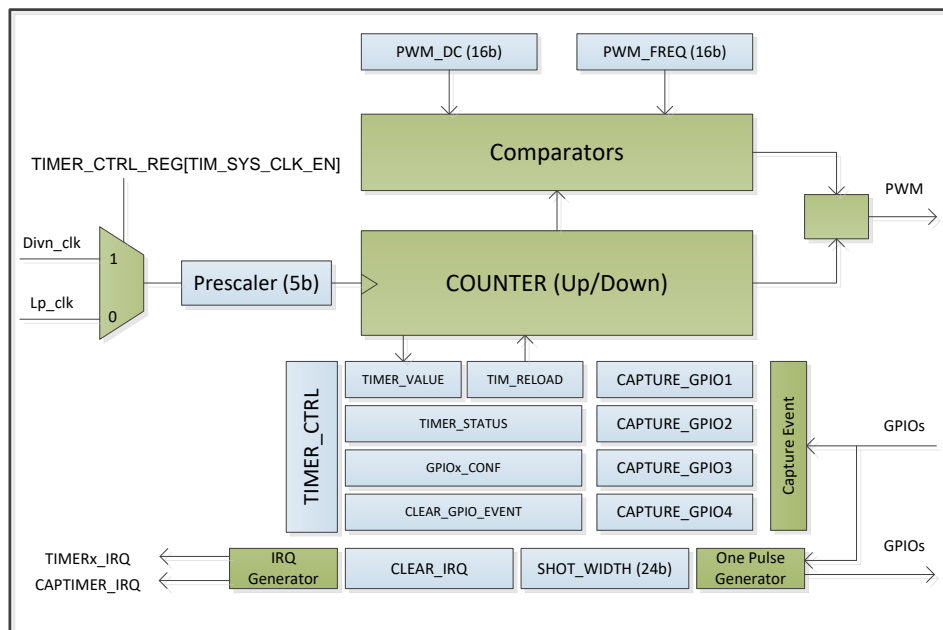 PWM_DC (16b)
PWM_FREQ (16b)
Comparators
TIMER_CTRL_REG[TIM_SYS_CLK_EN]
PWM
Divn_clk
1
Prescaler (5b)
COUNTER (Up/Down)
Lp_clk
0
TIMER_CTRL
TIMER_VALUE
TIM_RELOAD
CAPTURE_GPIO1
TIMER_STATUS
CAPTURE_GPIO2
GPIOx_CONF
CAPTURE_GPIO3
CLEAR_GPIO_EVENT
CAPTURE_GPIO4
Capture Event
GPIOs
TIMERx_IRQ
CAPTIMER_IRQ
IRQ
Generator
CLEAR_IRQ
SHOT_WIDTH (24b)
One Pulse
Generator
GPIOs